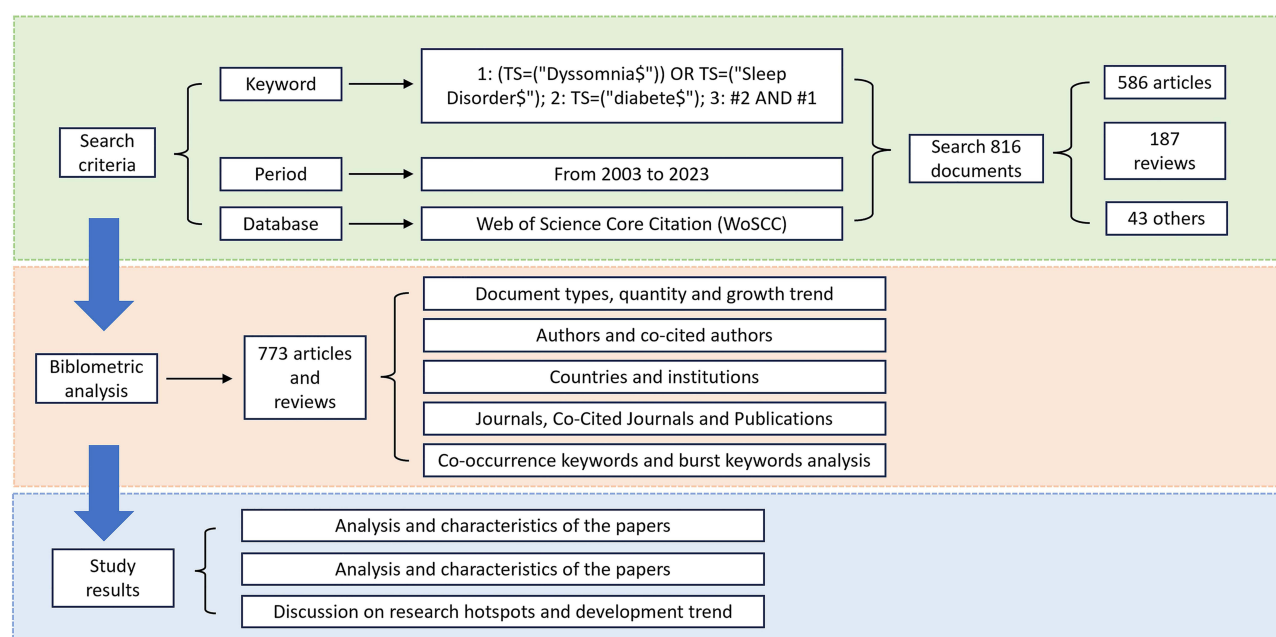 Search
criteria
Keyword
1: (TS=("Dyssomnia$")) OR TS=("Sleep
Disorder$"); 2: TS=("diabete$"); 3: #2 AND #1
Period
From 2003 to 2023
Database
Web of Science Core Citation (WoSCC)
Search 816
documents
586 articles
187
reviews
43 others
Biblometric
analysis
773 articles
and
reviews
Document types, quantity and growth trend
Authors and co-cited authors
Countries and institutions
Journals, Co-Cited Journals and Publications
Co-occurrence keywords and burst keywords analysis
Study
results
Analysis and characteristics of the papers
Analysis and characteristics of the papers
Discussion on research hotspots and development trend